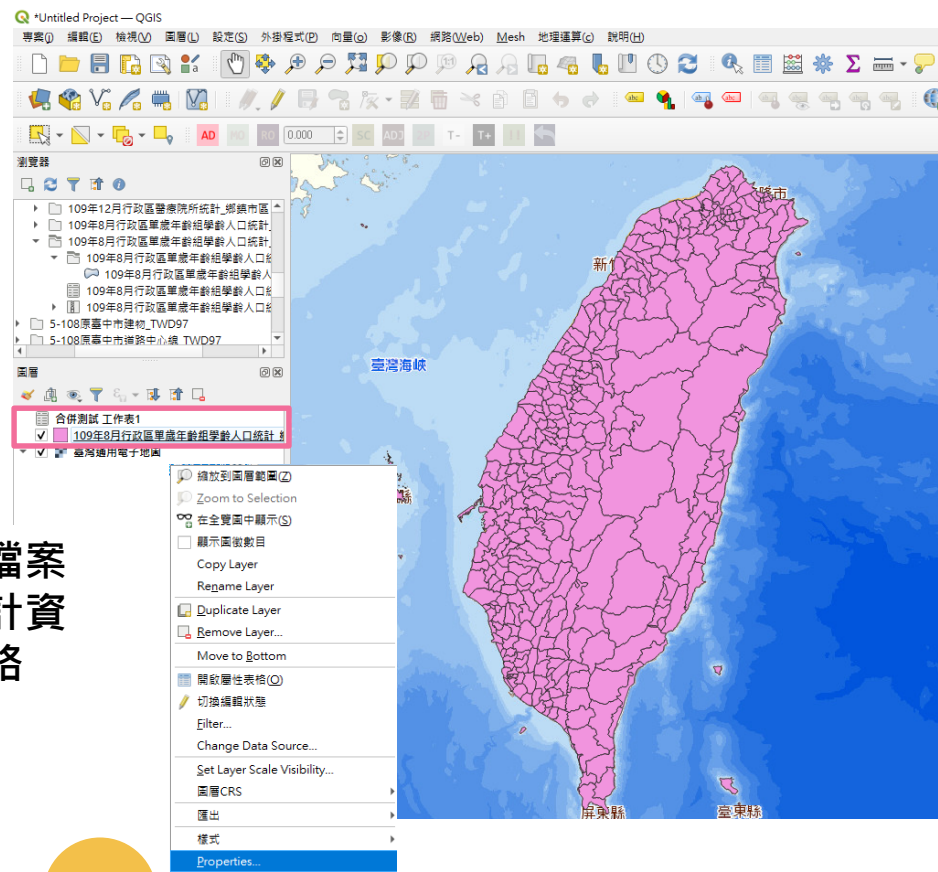 *Untitled Project — QGIS
專案(j) 編輯(E) 檢視(V) 圖層(L) 設定(S) 外掛程式(P) 向量(o) 影像(R) 網路(Web) Mesh 地理運算(c) 說明(H)
AD MD RO 0.000 SC ADJ T- T+
瀏覽器
109年12月行政區醫療院所統計_鄉鎮市區
109年8月行政區單歲年齡組學齡人口統計_
109年8月行政區單歲年齡組學齡人口統計_
109年8月行政區單歲年齡組學齡人口統
109年8月行政區單歲年齡組學齡人
109年8月行政區單歲年齡組學齡人口統
109年8月行政區單歲年齡組學齡人口統
5-108原臺中市建物_TWD97
5-108原臺中市道路中心線_TWD97
圖層
合併測試 工作表1
109年8月行政區單歲年齡組學齡人口統計
臺灣通用電子地圖
縮放到圖層範圍(Z)
Zoom to Selection
在全覽圖中顯示(S)
顯示圖徵數目
Copy Layer
Rename Layer
Duplicate Layer
Remove Layer...
Move to Bottom
開啟屬性表格(O)
切換編輯狀態
Filter...
Change Data Source...
Set Layer Scale Visibility...
圖層CRS
匯出
樣式
Properties...
檔案
計資
格
新竹
臺灣海峽
隆市
縣
屏東縣
臺東縣